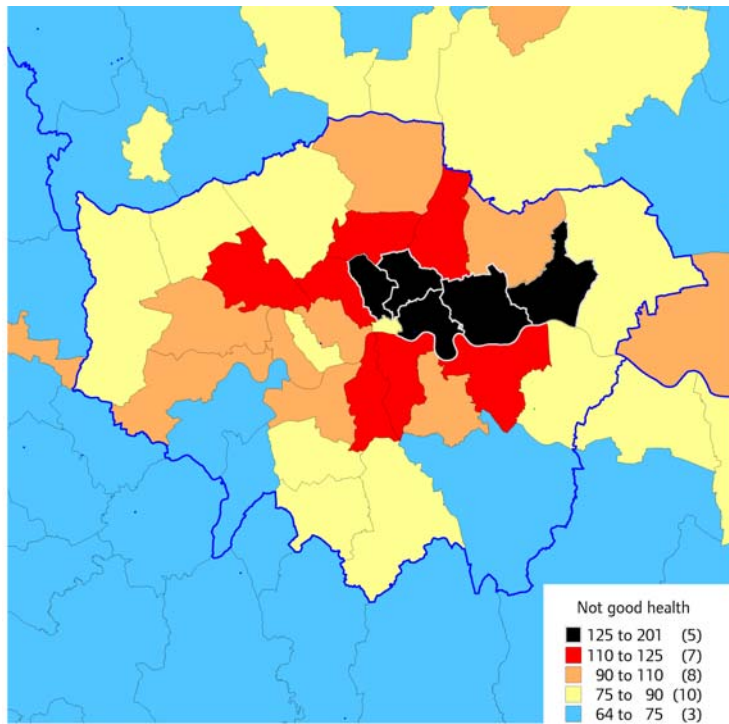 Not good health
125 to 201 (5)
110 to 125 (7)
90 to 110 (8)
75 to 90 (10)
64 to 75 (3)